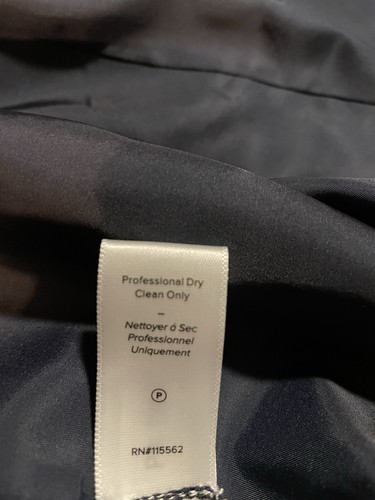 Professional Dry
Clean Only
–
Nettoyer á Sec
Professionnel
Uniquement
P
RN#115562